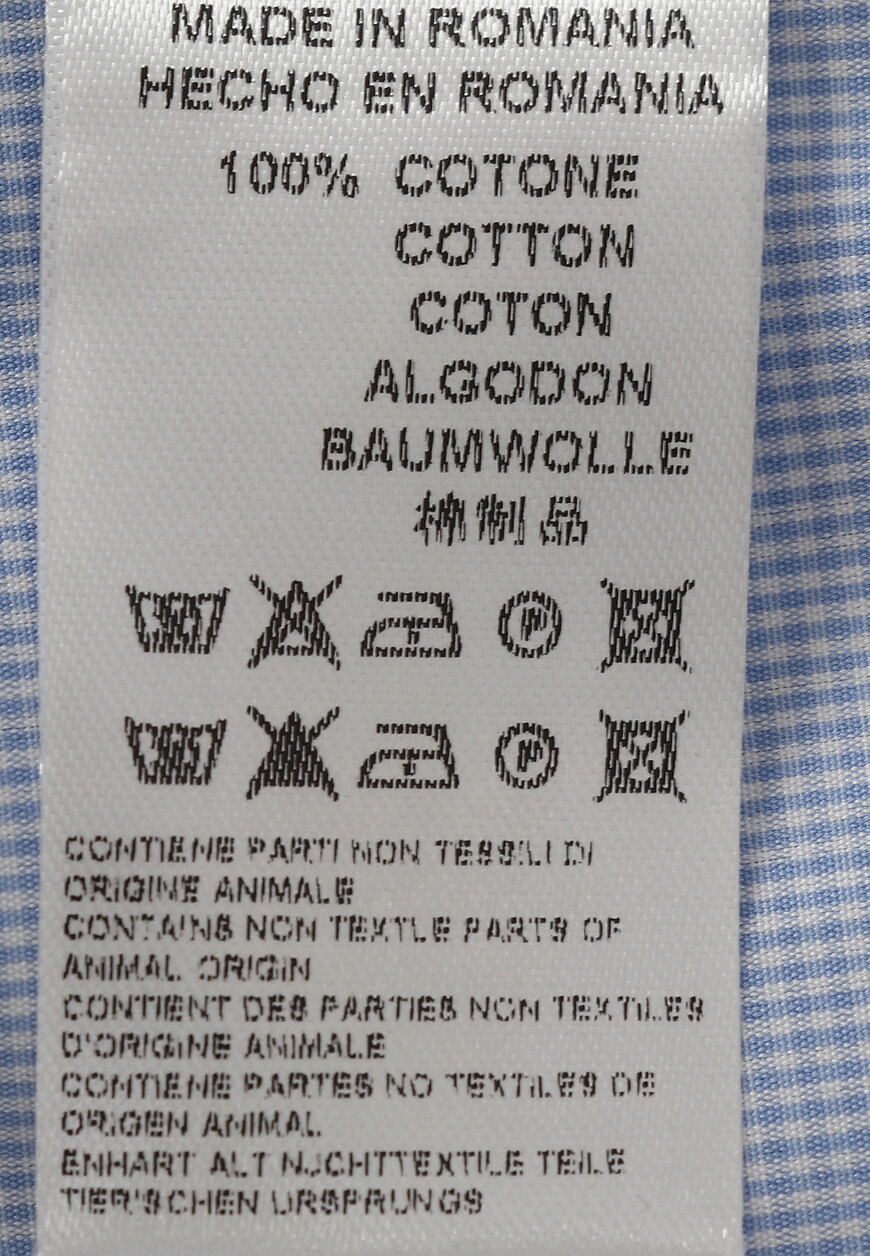 MADE IN ROMANIA
HECHO EN ROMANIA
100% COTONE
COTTON
COTON
ALGODON
BAUMWOLLE
制品
P
P
CONTIENE PARTI NON TESSILI DI
ORIGINE ANIMALE
CONTAINS NON TEXTILE PARTS OF
ANIMAL ORIGIN
CONTIENT DES PARTIES NON TEXTILES
D'ORIGINE ANIMALE
CONTIENE PARTES NO TEXTILES DE
ORIGEN ANIMAL
ENHART ALT NICHTTEXTILE TEILE
TIERISCHEN URSPRUNGS